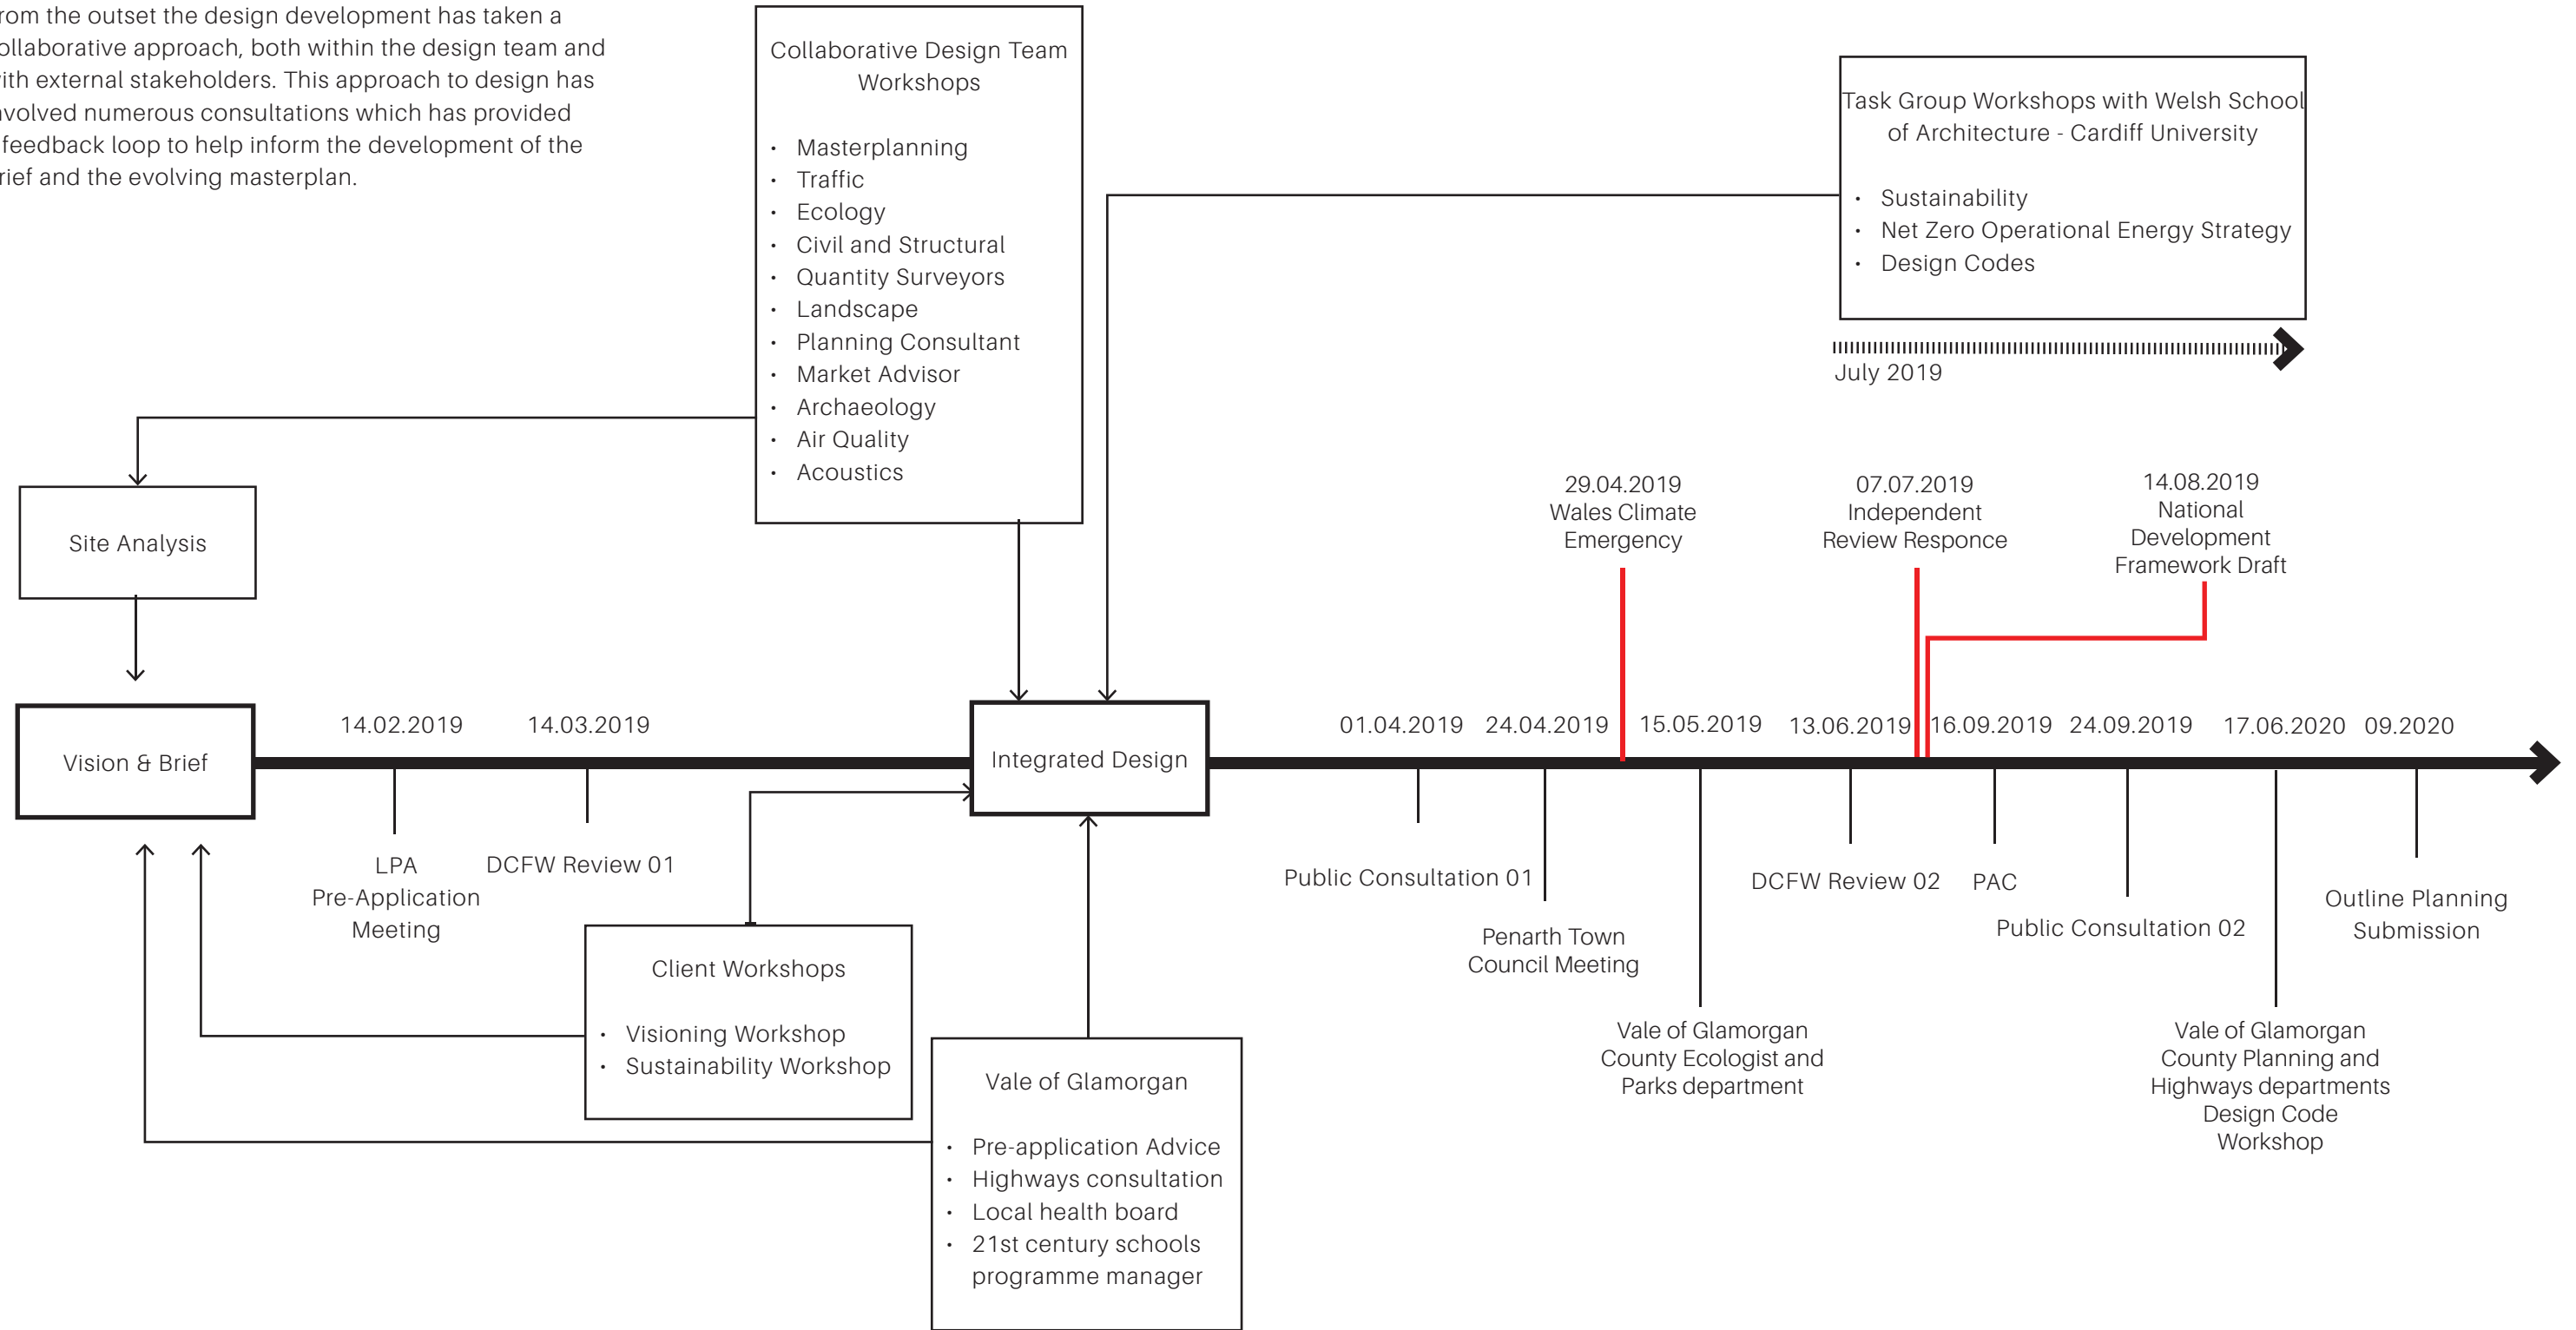 rom the outset the design development has taken a
ollaborative approach, both within the design team and
ith external stakeholders. This approach to design has
nvolved numerous consultations which has provided
feedback loop to help inform the development of the
rief and the evolving masterplan.
Collaborative Design Team
Workshops
• Masterplanning
• Traffic
• Ecology
• Civil and Structural
• Quantity Surveyors
• Landscape
• Planning Consultant
• Market Advisor
• Archaeology
• Air Quality
• Acoustics
Task Group Workshops with Welsh School
of Architecture - Cardiff University
• Sustainability
• Net Zero Operational Energy Strategy
• Design Codes
July 2019
Site Analysis
29.04.2019
Wales Climate
Emergency
07.07.2019
Independent
Review Responce
14.08.2019
National
Development
Framework Draft
Vision & Brief
14.02.2019
14.03.2019
Integrated Design
01.04.2019
24.04.2019
15.05.2019
13.06.2019
16.09.2019
24.09.2019
17.06.2020
09.2020
LPA
Pre-Application
Meeting
DCFW Review 01
Public Consultation 01
Penarth Town
Council Meeting
Vale of Glamorgan
County Ecologist and
Parks department
DCFW Review 02
PAC
Public Consultation 02
Vale of Glamorgan
County Planning and
Highways departments
Design Code
Workshop
Outline Planning
Submission
Client Workshops
• Visioning Workshop
• Sustainability Workshop
Vale of Glamorgan
• Pre-application Advice
• Highways consultation
• Local health board
• 21st century schools
programme manager